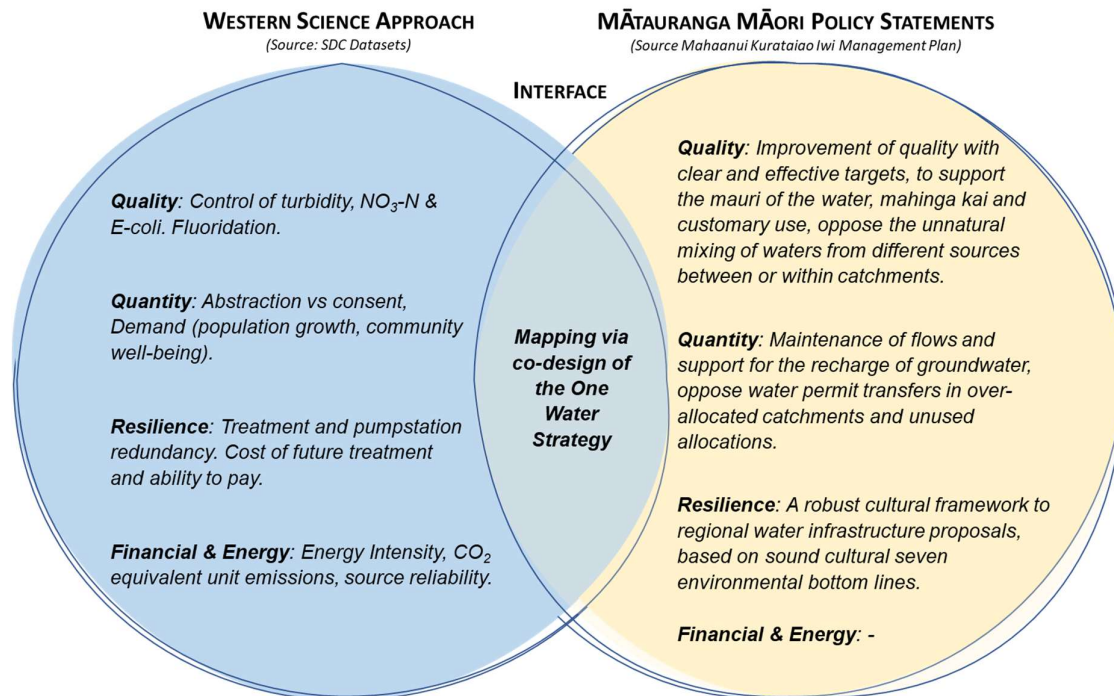 WESTERN SCIENCE APPROACH
(Source: SDC Datasets)
MĀTAURANGA MĀORI POLICY STATEMENTS
(Source Mahaanui Kurataiao Iwi Management Plan)
INTERFACE
Quality: Control of turbidity, NO₃-N &
E-coli. Fluoridation.
Quantity: Abstraction vs consent,
Demand (population growth, community
well-being).
Resilience: Treatment and pumpstation
redundancy. Cost of future treatment
and ability to pay.
Financial & Energy: Energy Intensity, CO₂
equivalent unit emissions, source reliability.
Mapping via
co-design of
the One
Water
Strategy
Quality: Improvement of quality with
clear and effective targets, to support
the mauri of the water, mahinga kai and
customary use, oppose the unnatural
mixing of waters from different sources
between or within catchments.
Quantity: Maintenance of flows and
support for the recharge of groundwater,
oppose water permit transfers in over-
allocated catchments and unused
allocations.
Resilience: A robust cultural framework to
regional water infrastructure proposals,
based on sound cultural seven
environmental bottom lines.
Financial & Energy: -